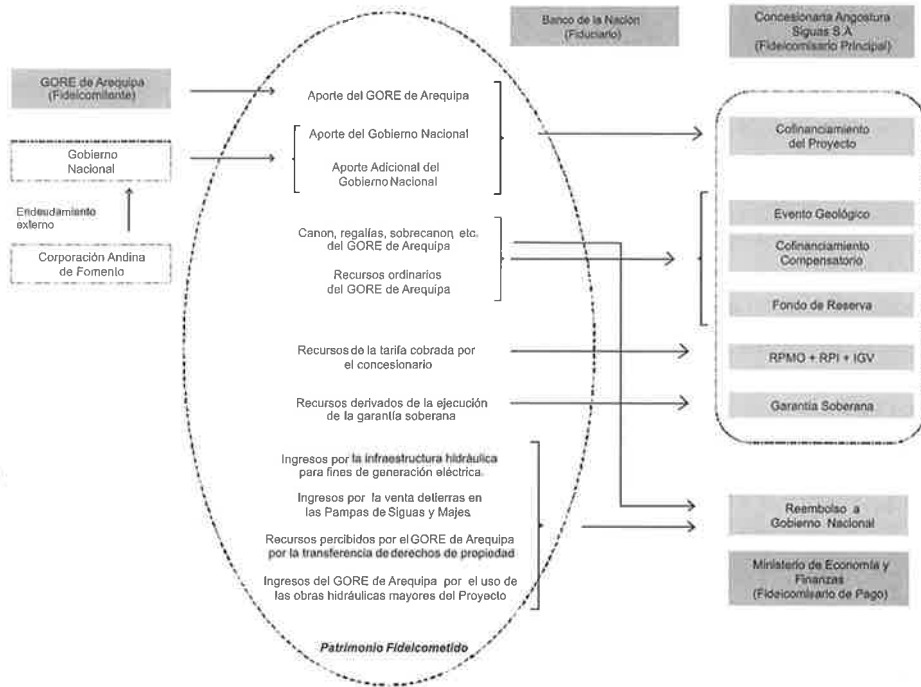 Banco de la Nación
(Fiduciario)
Concesionaria Angostura
Siguas S.A
(Fideicomisario Principal)
GORE de Arequipa
(Fideicomitente)
Gobierno
Nacional
Endeudamiento
externo
Corporación Andina
de Fomento
Aporte del GORE de Arequipa
Aporte del Gobierno Nacional
Aporte Adicional del
Gobierno Nacional
Canon, regalías, sobrecanon, etc.
del GORE de Arequipa
Recursos ordinarios
del GORE de Arequipa
Recursos de la tarifa cobrada por
el concesionario
Recursos derivados de la ejecución
de la garantía soberana
Ingresos por la infraestructura hidráulica
para fines de generación eléctrica.
Ingresos por la venta detierras en
las Pampas de Siguas y Majes
Recursos percibidos por el GORE de Arequipa
por la transferencia de derechos de propiedad
Ingresos del GORE de Arequipa por el uso de
las obras hidráulicas mayores del Proyecto
Patrimonio Fideicometido
Cofinanciamiento
del Proyecto
Evento Geológico
Cofinanciamiento
Compensatorio
Fondo de Reserva
RPMO + RPI + IGV
Garantía Soberana
Reembolso a
Gobierno Nacional
Ministerio de Economía y
Finanzas
(Fideicomisario de Pago)